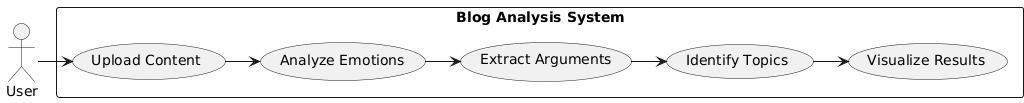 Blog Analysis System
User
Upload Content
Analyze Emotions
Extract Arguments
Identify Topics
Visualize Results